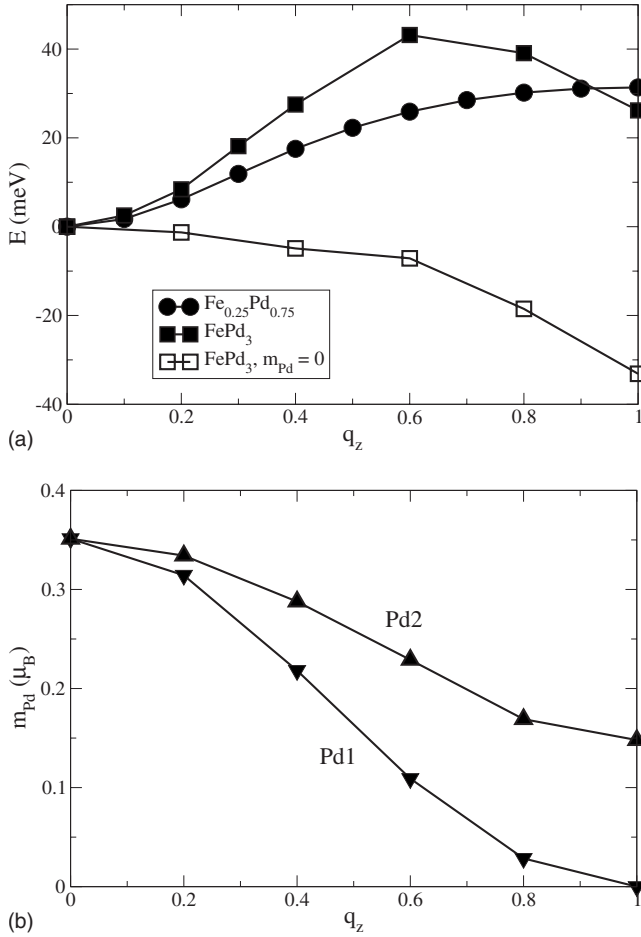 40
20
0
-20
-40
E (meV)
Fe0.25Pd0.75
FePd3
FePd3, mPd = 0
0 0.2 0.4 0.6 0.8 1
(a)
qz
0.4
0.3
0.2
0.1
0
mPd (μB)
Pd2
Pd1
0 0.2 0.4 0.6 0.8 1
(b)
qz